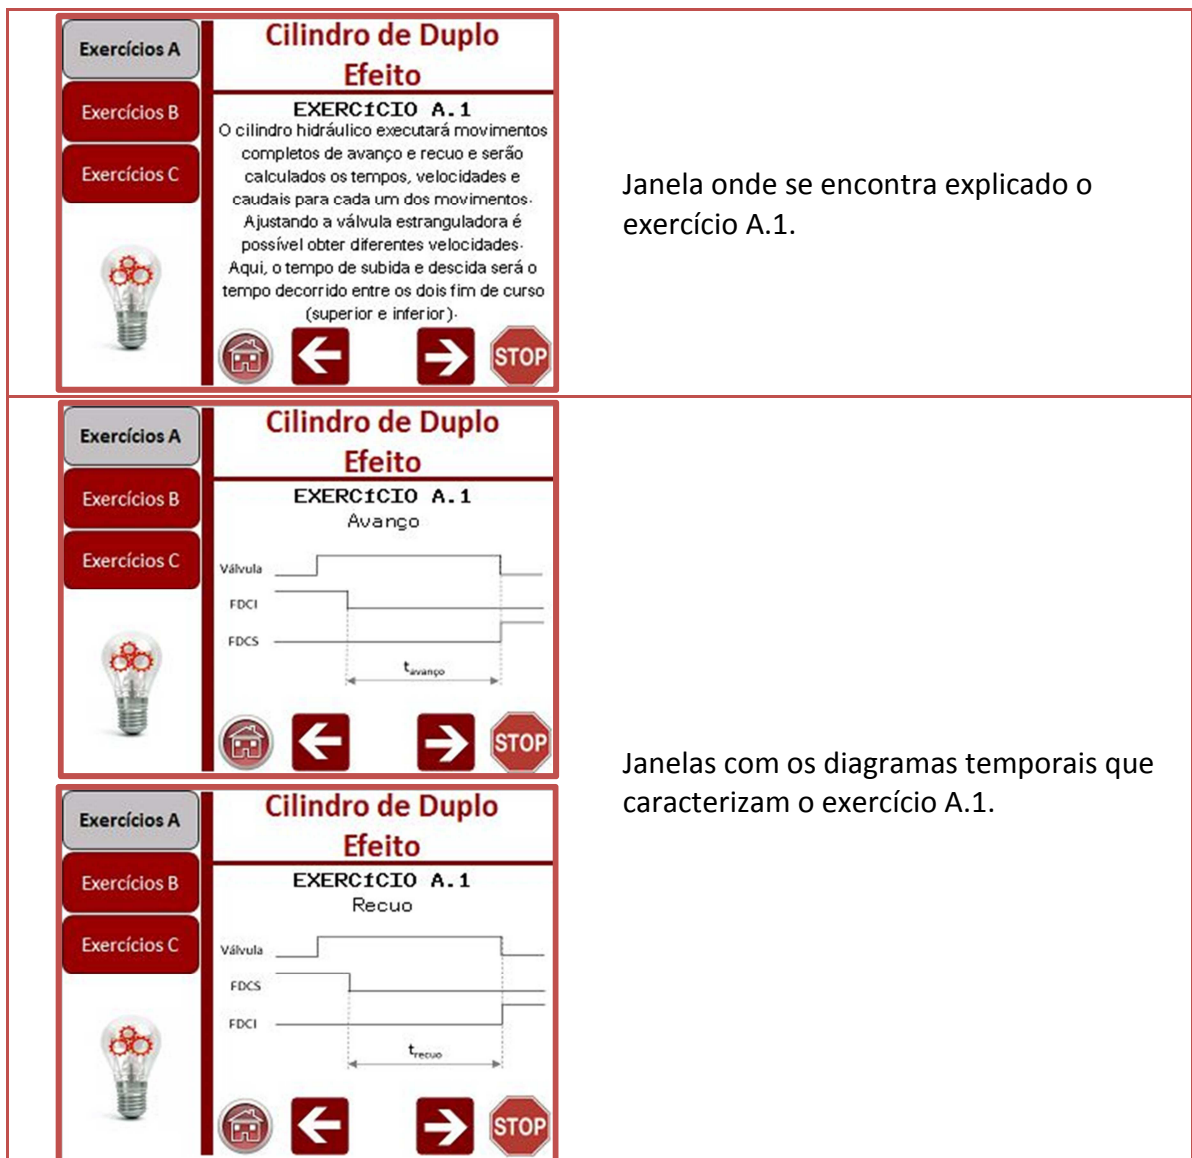 Exercícios A
Exercícios B
Exercícios C
Cilindro de Duplo
Efeito
EXERCíCIO A.1
O cilindro hidráulico executará movimentos
completos de avanço e recuo e serão
calculados os tempos, velocidades e
caudais para cada um dos movimentos.
Ajustando a válvula estranguladora é
possível obter diferentes velocidades.
Aqui, o tempo de subida e descida será o
tempo decorrido entre os dois fim de curso
(superior e inferior).
STOP
Janela onde se encontra explicado o
exercício A.1.
Exercícios A
Exercícios B
Exercícios C
Cilindro de Duplo
Efeito
EXERCíCIO A.1
Avanço
Válvula
FDCI
FDCS
tavanço
STOP
Exercícios A
Exercícios B
Exercícios C
Cilindro de Duplo
Efeito
EXERCíCIO A.1
Recuo
Válvula
FDCS
FDCI
trecuo
STOP
Janelas com os diagramas temporais que
caracterizam o exercício A.1.